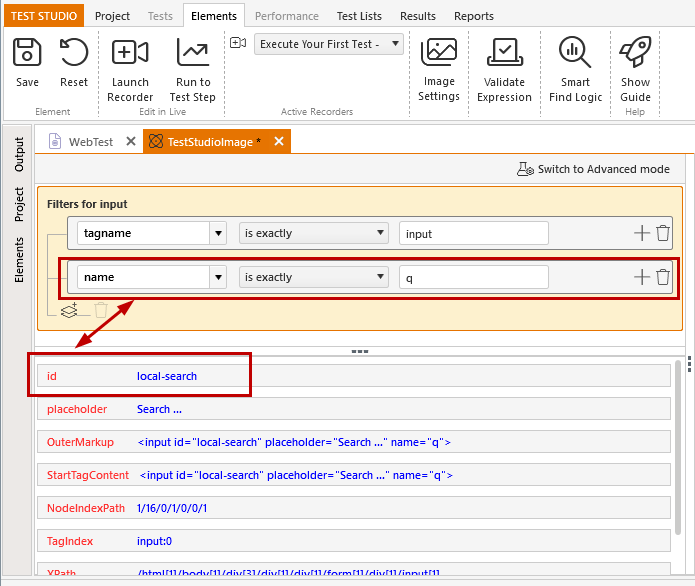 TEST STUDIO Project Tests Elements Performance Test Lists Results Reports
Execute Your First Test -
Save Reset Launch Recorder Run to Test Step Image Settings Validate Expression Smart Find Logic Show Guide
Element Edit in Live Active Recorders Help
Output
Project
Elements
WebTest TestStudioImage *
Switch to Advanced mode
Filters for input
tagname is exactly input
name is exactly q
id local-search
placeholder Search ...
OuterMarkup <input id="local-search" placeholder="Search ..." name="q">
StartTagContent <input id="local-search" placeholder="Search ..." name="q">
NodeIndexPath 1/16/0/1/0/0/1
TagIndex input:0
XPath /html[1]/body[1]/div[3]/div[1]/div[1]/form[1]/div[1]/input[1]